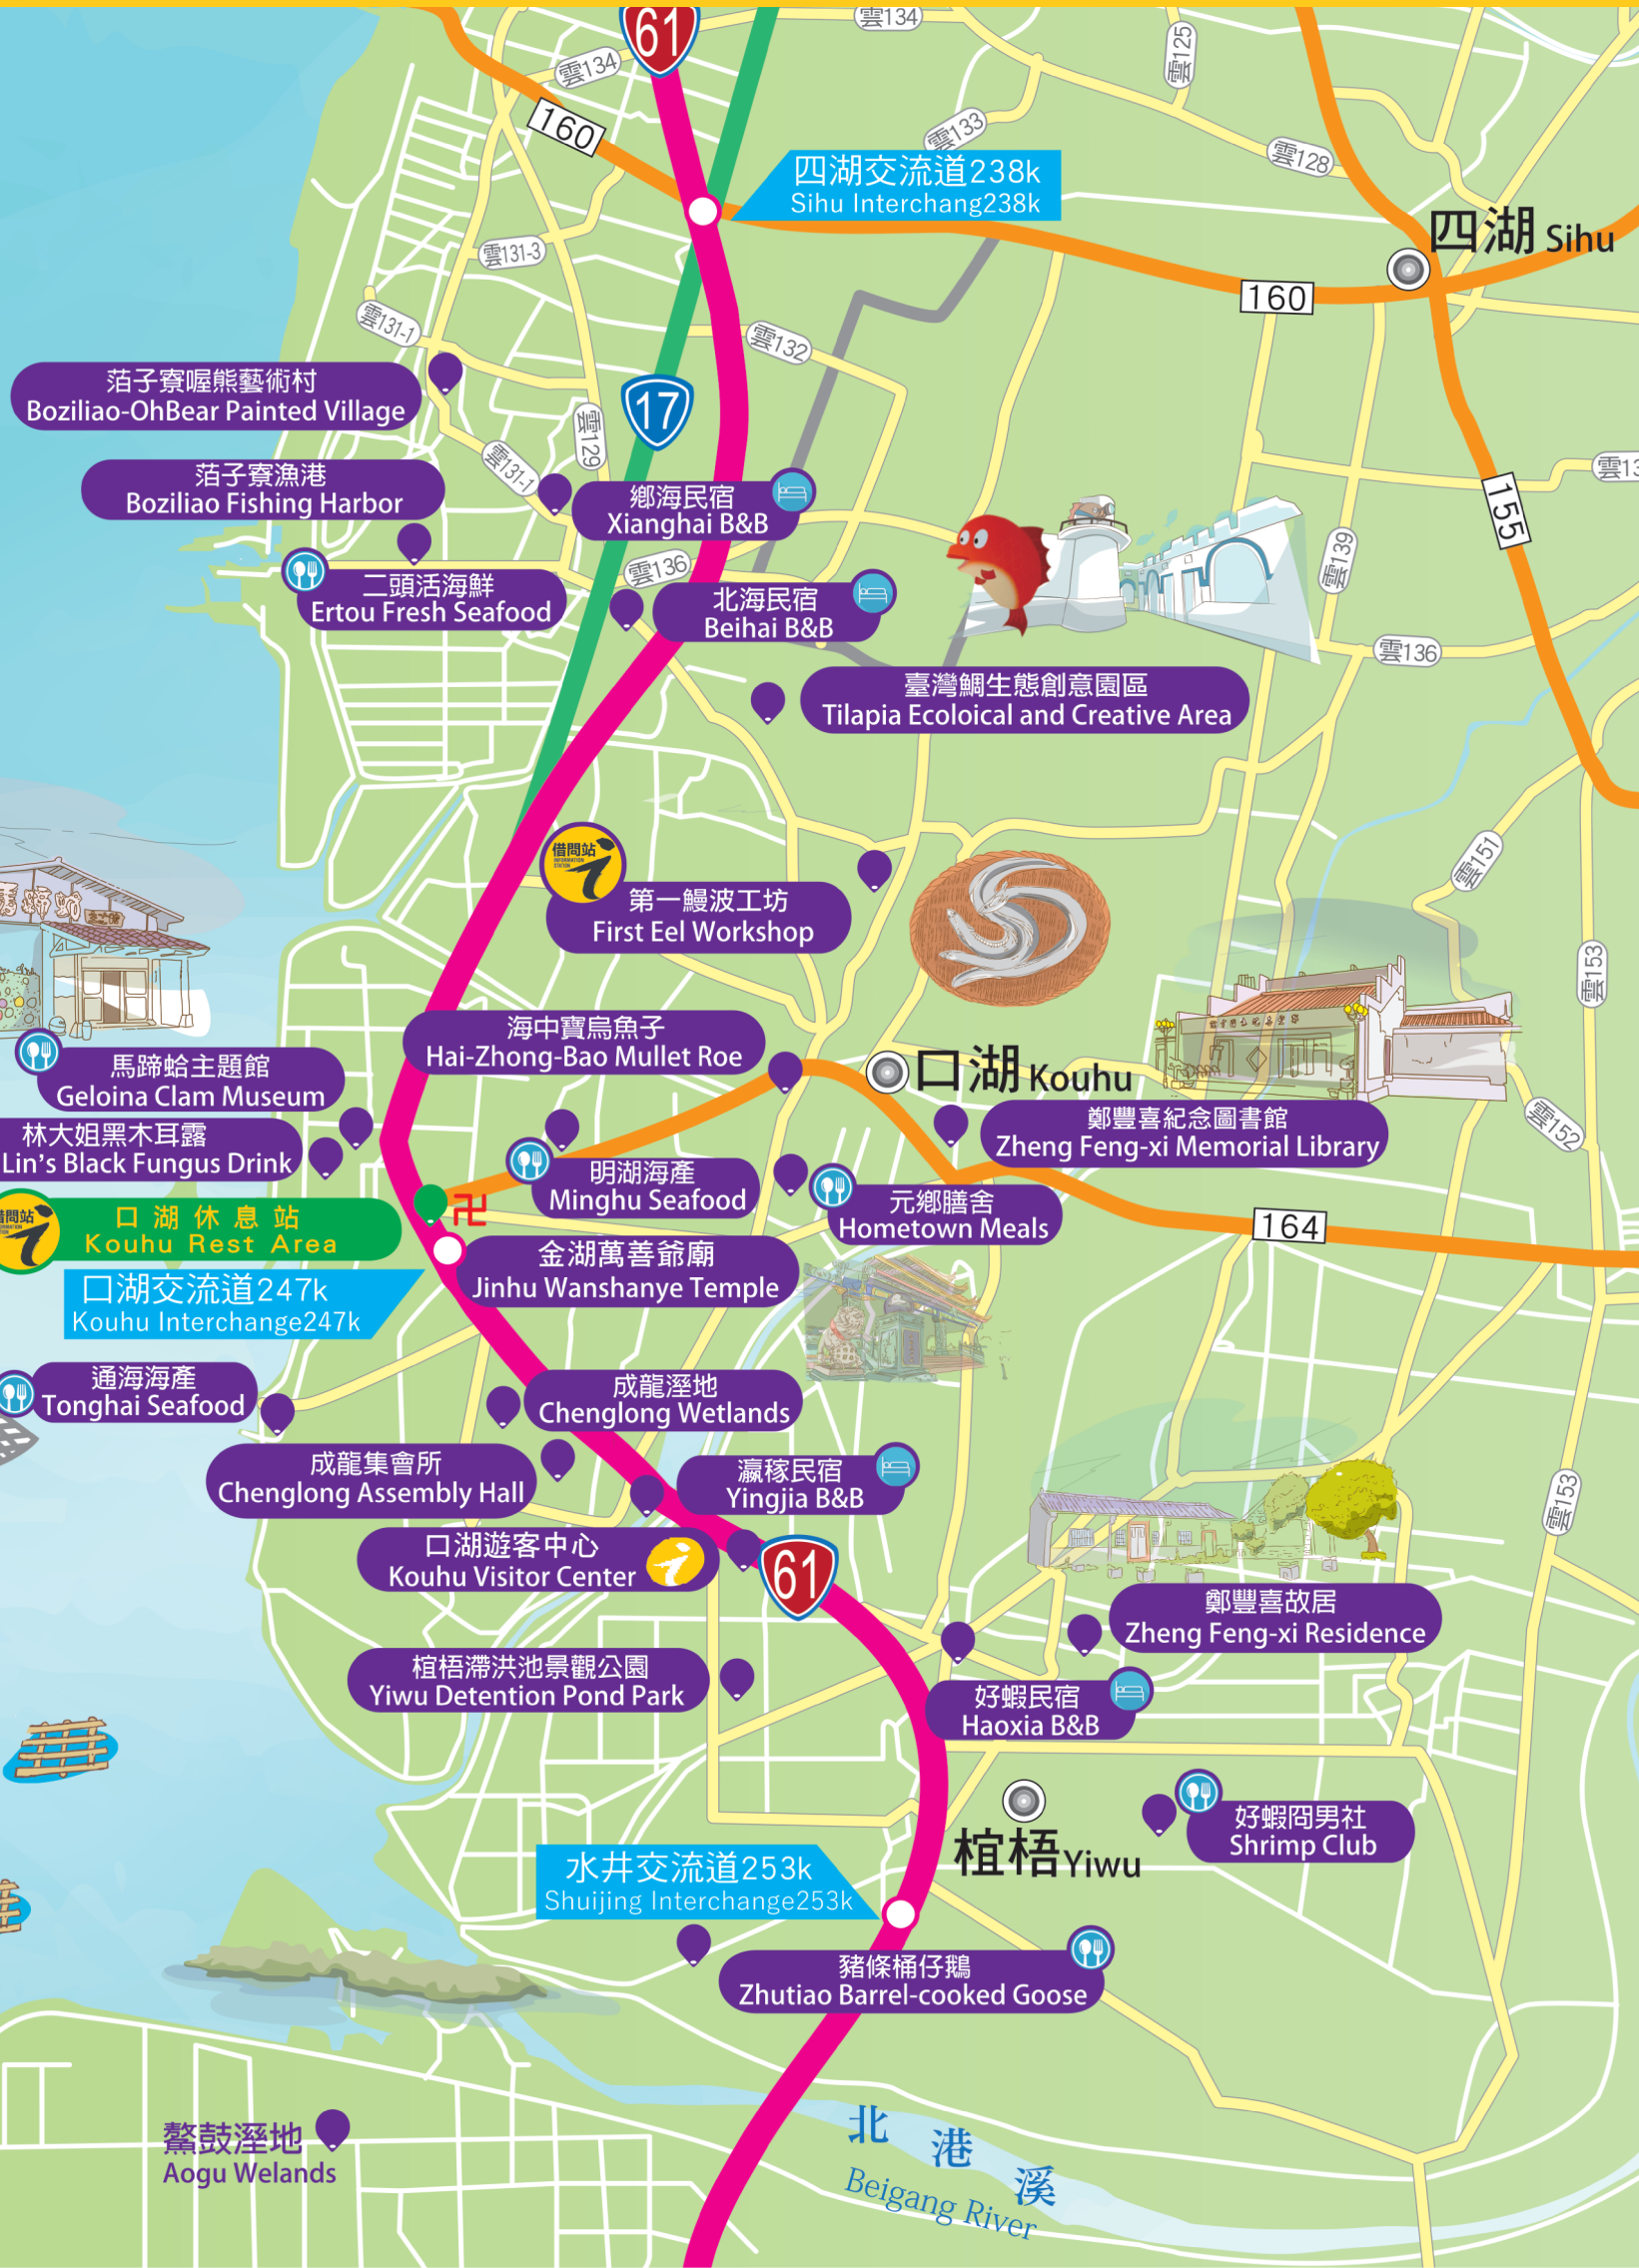 61
雲134
雲125
雲134
160
雲133
雲128
四湖交流道238k
Sihu Interchang238k
四湖 Sihu
雲131-3
160
雲131-1
雲132
箔子寮喔熊藝術村
Boziliao-OhBear Painted Village
17
雲129
雲131-1
箔子寮漁港
Boziliao Fishing Harbor
鄉海民宿
Xianghai B&B
雲13
155
雲139
雲136
二頭活海鮮
Ertou Fresh Seafood
北海民宿
Beihai B&B
雲136
臺灣鯛生態創意園區
Tilapia Ecoloical and Creative Area
借問站
INFORMATION
STATION
第一鰻波工坊
First Eel Workshop
雲151
雲153
海中寶烏魚子
Hai-Zhong-Bao Mullet Roe
口湖 Kouhu
馬蹄蛤主題館
Geloina Clam Museum
鄭豐喜紀念圖書館
Zheng Feng-xi Memorial Library
雲152
林大姐黑木耳露
Lin's Black Fungus Drink
明湖海產
Minghu Seafood
元鄉膳舍
Hometown Meals
164
借問站
口湖休息站
Kouhu Rest Area
卍
金湖萬善爺廟
Jinhu Wanshanye Temple
口湖交流道247k
Kouhu Interchange247k
通海海產
Tonghai Seafood
成龍溼地
Chenglong Wetlands
成龍集會所
Chenglong Assembly Hall
瀛稼民宿
Yingjia B&B
雲153
口湖遊客中心
Kouhu Visitor Center
61
鄭豐喜故居
Zheng Feng-xi Residence
椬梧滯洪池景觀公園
Yiwu Detention Pond Park
好蝦民宿
Haoxia B&B
椬梧 Yiwu
好蝦冏男社
Shrimp Club
水井交流道253k
Shuijing Interchange253k
豬條桶仔鵝
Zhutiao Barrel-cooked Goose
鰲鼓溼地
Aogu Welands
北港溪
Beigang River